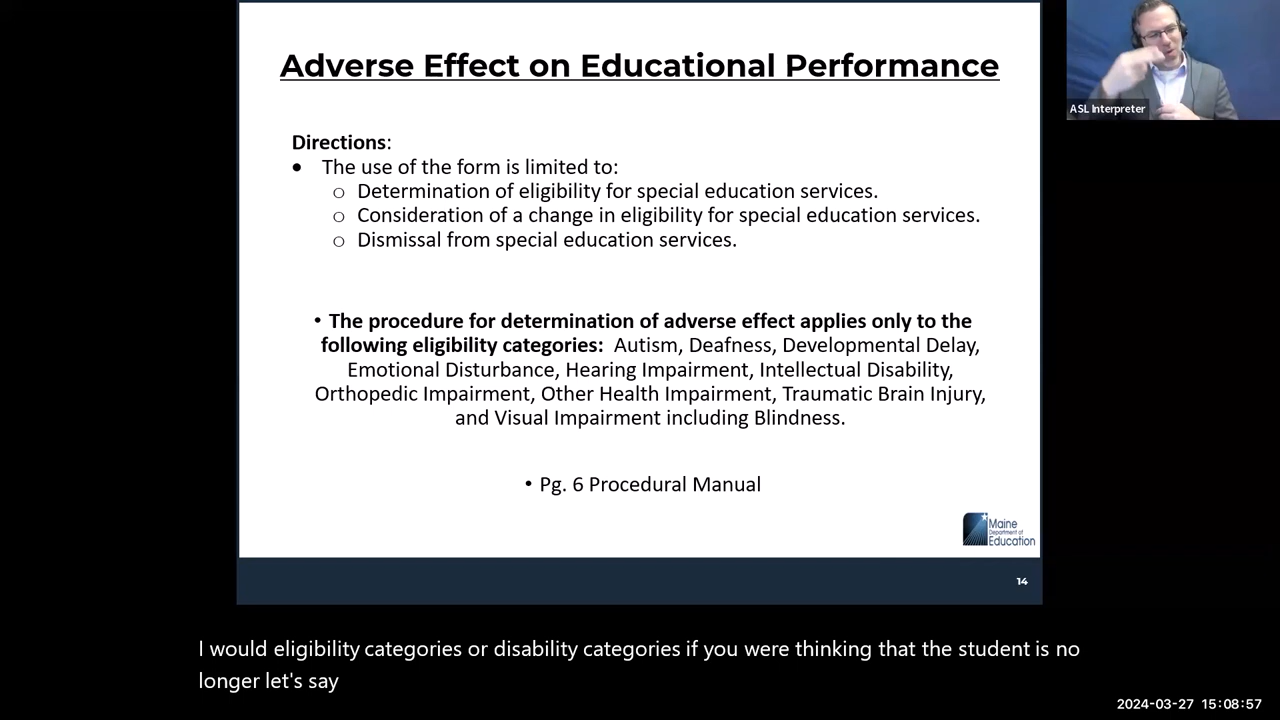 Adverse Effect on Educational Performance
ASL Interpreter
Directions:
• The use of the form is limited to:
○ Determination of eligibility for special education services.
○ Consideration of a change in eligibility for special education services.
○ Dismissal from special education services.
• The procedure for determination of adverse effect applies only to the
following eligibility categories: Autism, Deafness, Developmental Delay,
Emotional Disturbance, Hearing Impairment, Intellectual Disability,
Orthopedic Impairment, Other Health Impairment, Traumatic Brain Injury,
and Visual Impairment including Blindness.
• Pg. 6 Procedural Manual
Maine
Department of
Education
14
I would eligibility categories or disability categories if you were thinking that the student is no
longer let's say
2024-03-27 15:08:57